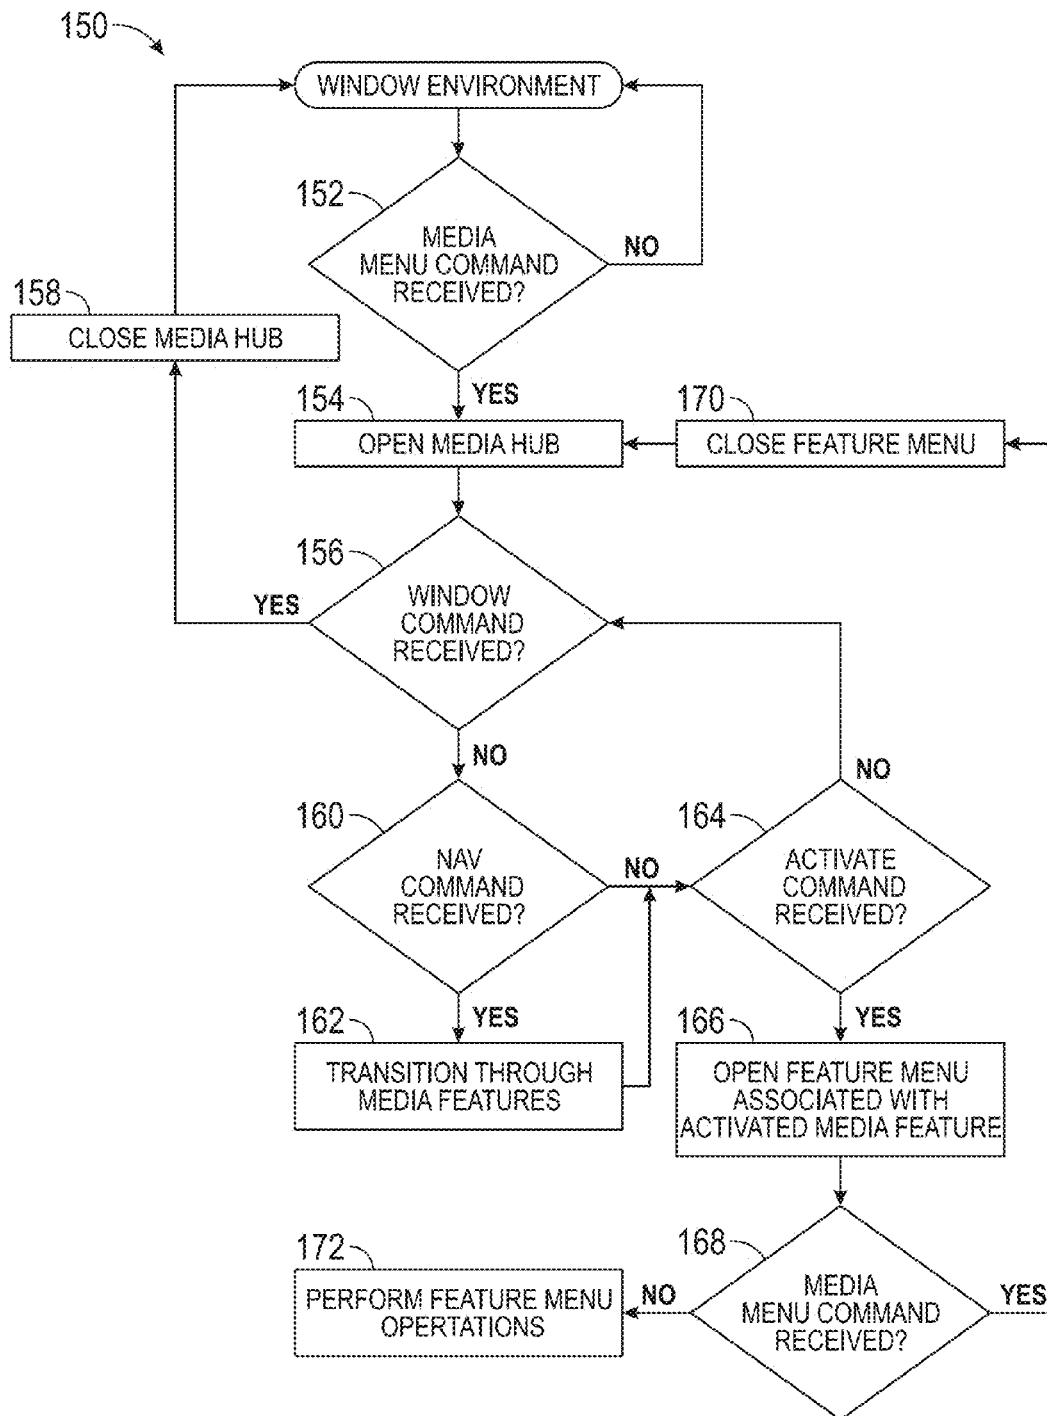 150
WINDOW ENVIRONMENT
152
MEDIA
MENU COMMAND
RECEIVED?
NO
158
CLOSE MEDIA HUB
YES
154
OPEN MEDIA HUB
170
CLOSE FEATURE MENU
156
WINDOW
COMMAND
RECEIVED?
YES
NO
160
NAV
COMMAND
RECEIVED?
NO
164
ACTIVATE
COMMAND
RECEIVED?
NO
YES
162
TRANSITION THROUGH
MEDIA FEATURES
YES
166
OPEN FEATURE MENU
ASSOCIATED WITH
ACTIVATED MEDIA FEATURE
168
MEDIA
MENU COMMAND
RECEIVED?
YES
NO
172
PERFORM FEATURE MENU
OPERTATIONS